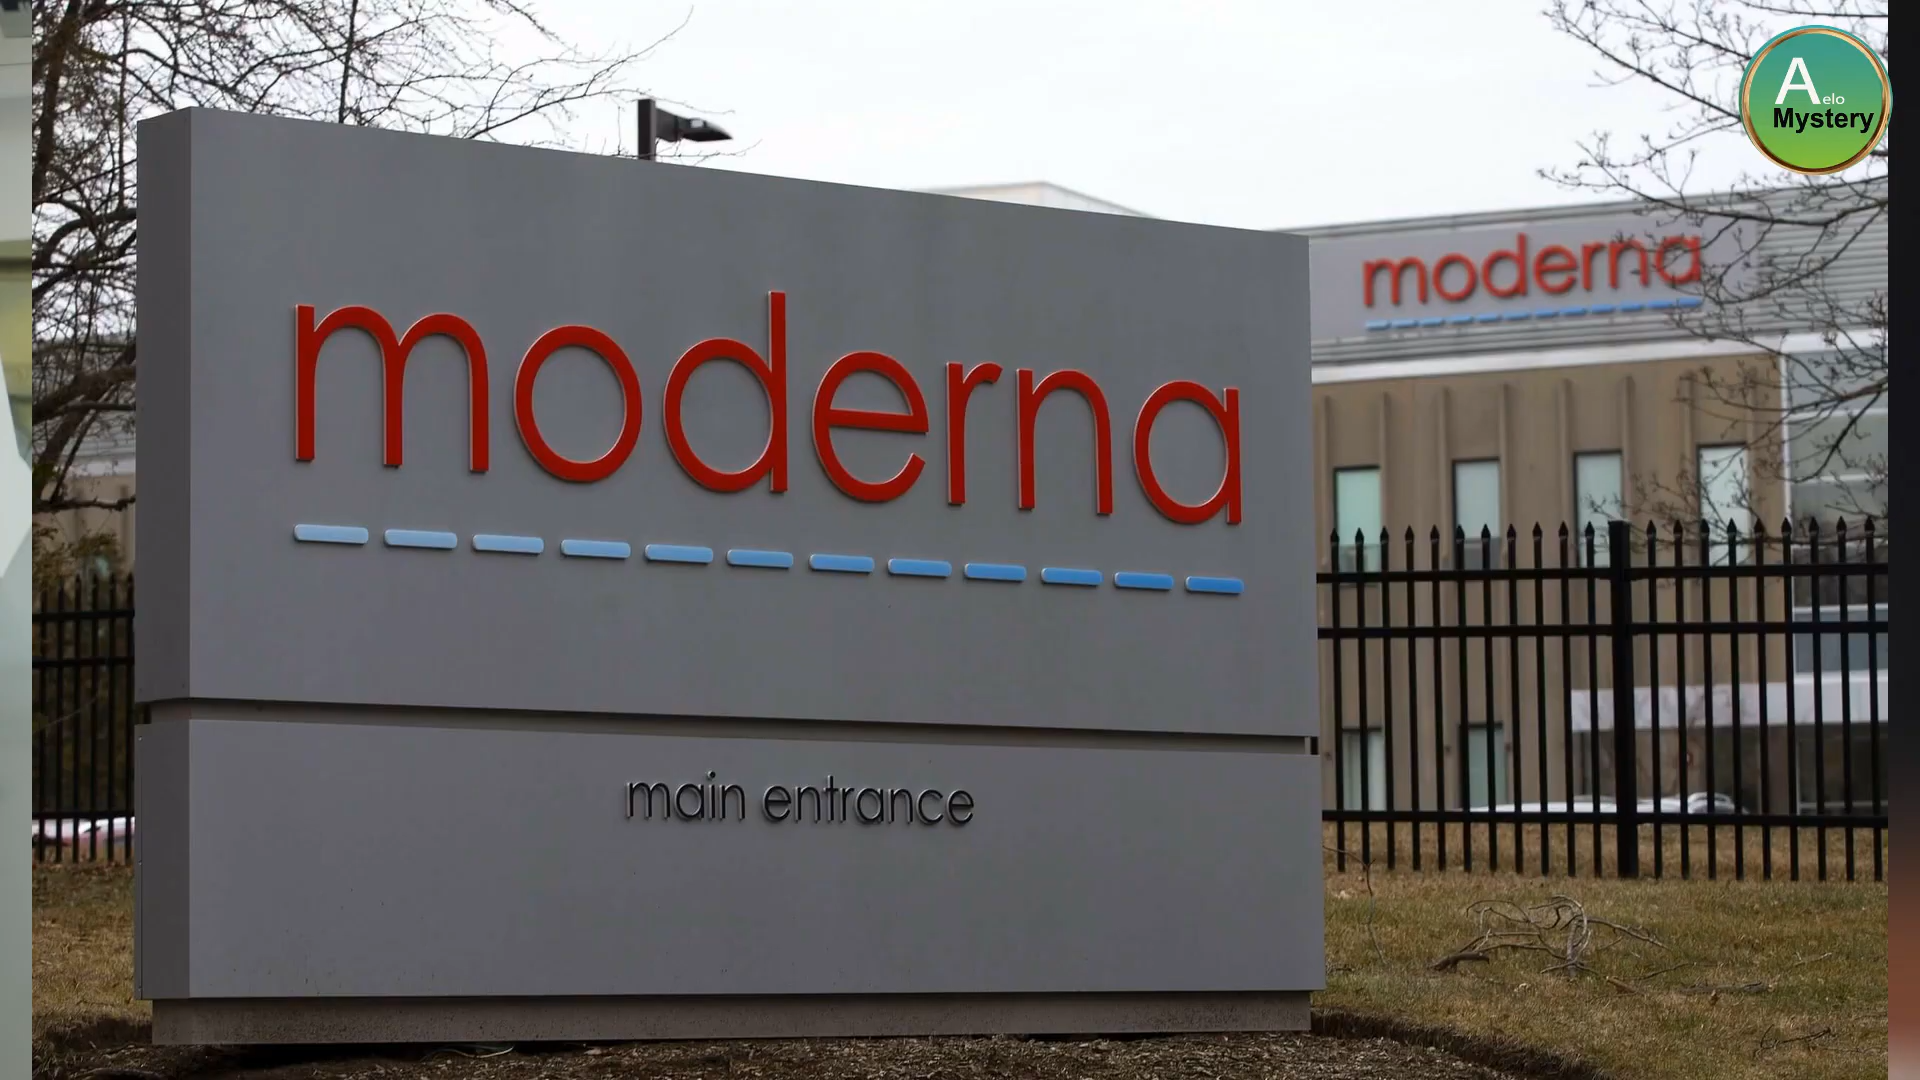 A elo
Mystery
moderna
moderna
main entrance